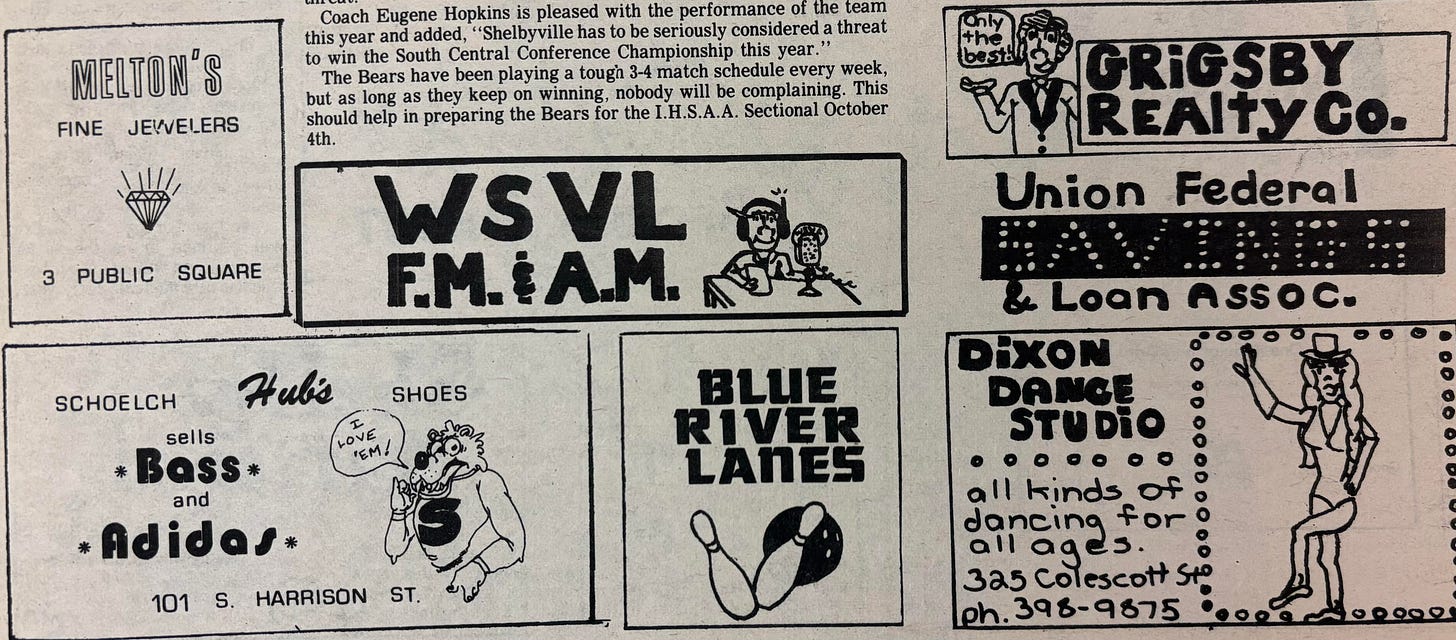 MELTON'S
FINE JEWELERS
3 PUBLIC SQUARE
Coach Eugene Hopkins is pleased with the performance of the team
this year and added, “Shelbyville has to be seriously considered a threat
to win the South Central Conference Championship this year.”
The Bears have been playing a tough 3-4 match schedule every week,
but as long as they keep on winning, nobody will be complaining. This
should help in preparing the Bears for the I.H.S.A.A. Sectional October
4th.
WSVL
F.M. & A.M.
Only
the
best!
GRiGSBY
REAlty Co.
Union Federal
SAVINGS
& Loan Assoc.
SCHOELCH Hub's SHOES
sells
*Bass*
and
*Adidas*
101 S. HARRISON ST.
I
LOVE
'EM!
S
BLUE
RIVER
LANES
DiXON
DANCE
STUDiO
all kinds of
dancing for
all ages.
325 Colescott St.
ph. 398-9875